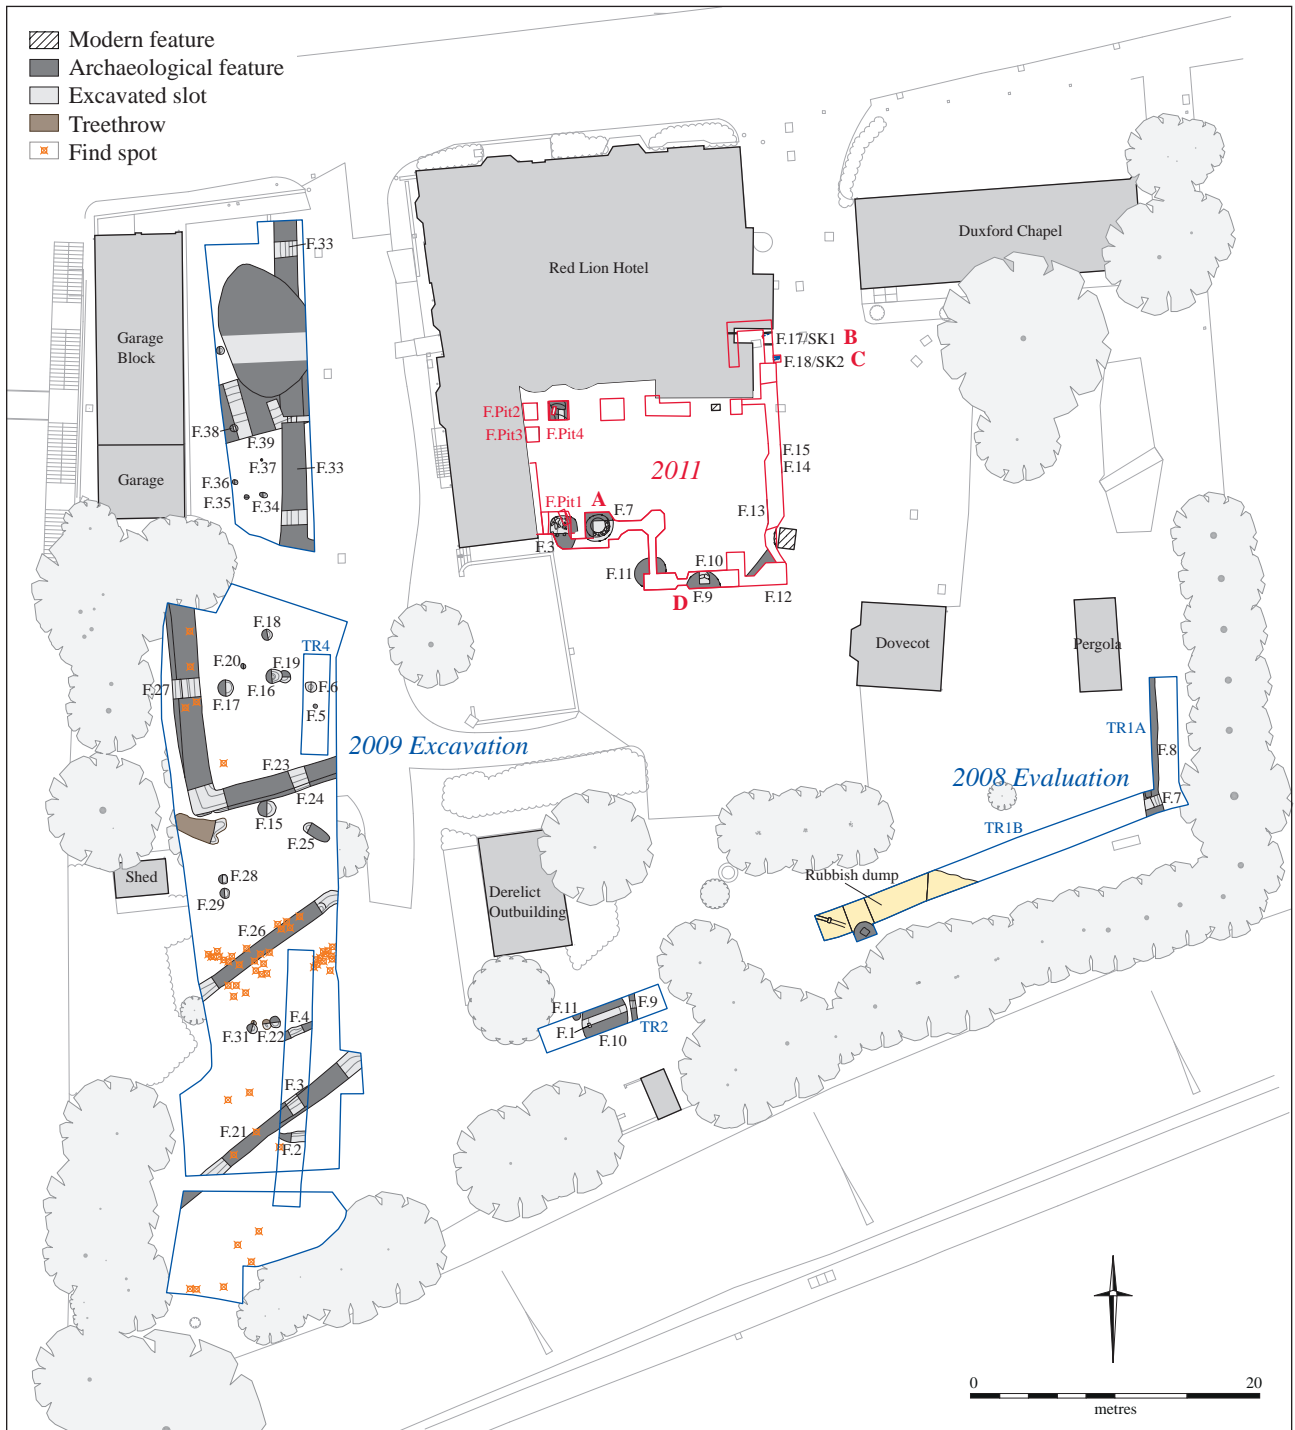 Modern feature
Archaeological feature
Excavated slot
Treethrow
Find spot
Duxford Chapel
Red Lion Hotel
F.33
Garage
Block
F.17/SK1 B
F.18/SK2 C
F.Pit2
F.Pit3
F.Pit4
F.38
F.39
F.37
F.33
F.36
F.35
F.34
Garage
2011
F.15
F.14
F.13
F.Pit1
A
F.7
F.3
F.10
F.11
D
F.9
F.12
F.18
TR4
F.20
F.19
F.16
F.6
F.27
F.17
F.5
Dovecot
Pergola
2009 Excavation
TR1A
F.8
F.23
F.24
2008 Evaluation
F.7
F.15
F.25
TR1B
Shed
F.28
F.29
Derelict
Outbuilding
Rubbish dump
F.26
F.4
F.31
F.22
F.11
F.9
F.1
F.10
TR2
F.3
F.21
F.2
0 20
metres